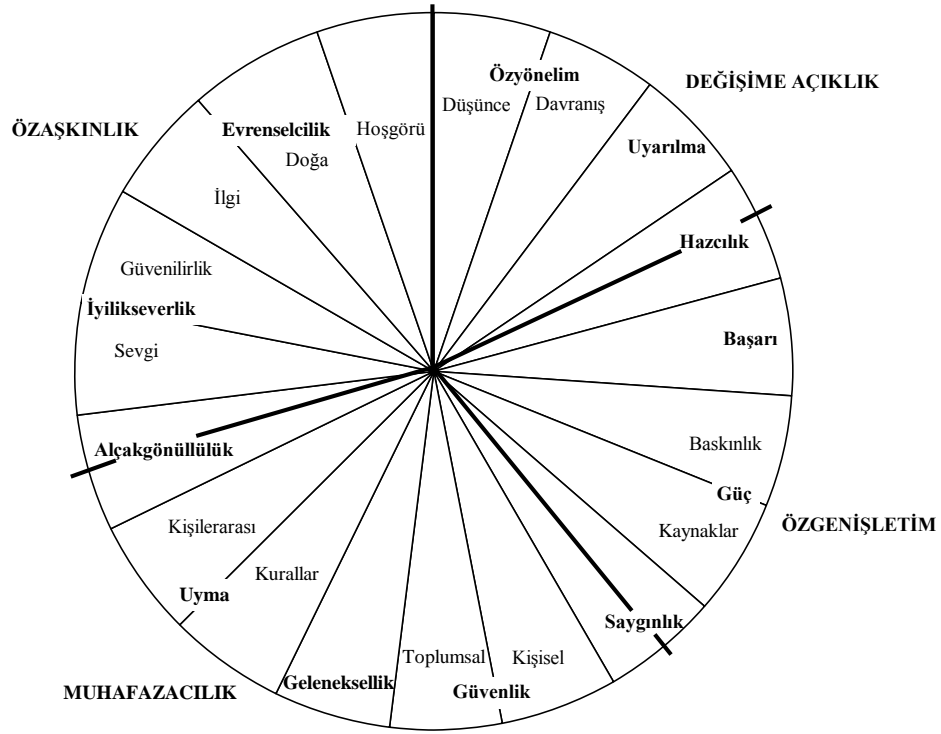 Özyönelim
DEĞİŞİME AÇIKLIK
Düşünce
Davranış
ÖZAŞKINLIK
Evrenselcilik
Hoşgörü
Doğa
Uyarılma
İlgi
Hazcılık
Güvenilirlik
İyilikseverlik
Başarı
Sevgi
Baskınlık
Alçakgönüllülük
Güç
Kişilerarası
Kaynaklar
ÖZGENİŞLETİM
Kurallar
Uyma
Saygınlık
Toplumsal
Kişisel
MUHAFAZACILIK
Geleneksellik
Güvenlik